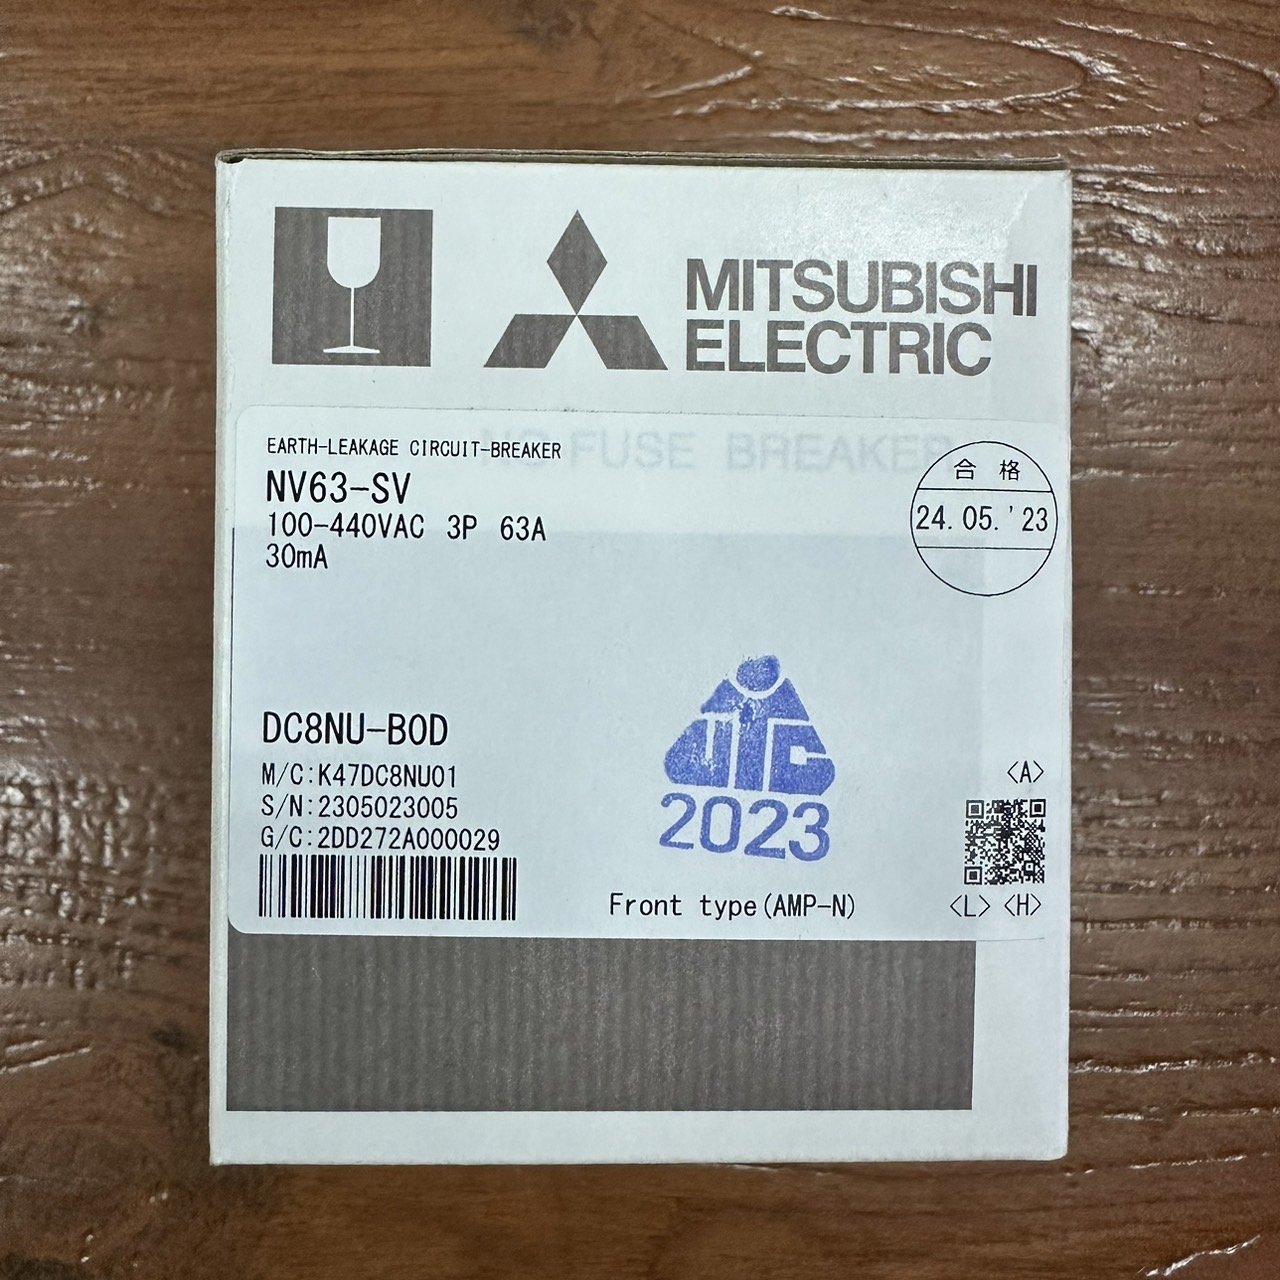 MITSUBISHI
ELECTRIC
NO FUSE BREAKER
EARTH-LEAKAGE CIRCUIT-BREAKER
NV63-SV
100-440VAC 3P 63A
30mA
合格
24.05.'23
DC8NU-B0D
M/C:K47DC8NU01
S/N:2305023005
G/C:2DD272A000029
UTC
2023
Front type(AMP-N)
<A>
<L> <H>